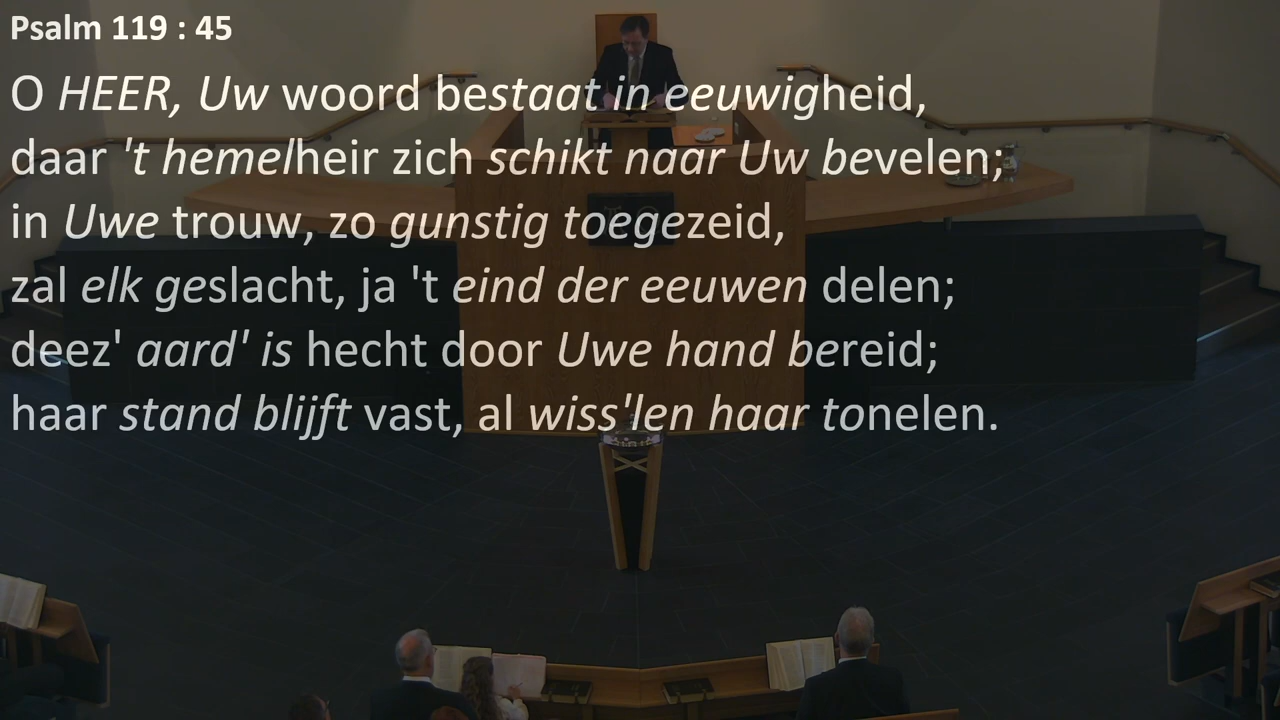 Psalm 119 : 45
O HEER, Uw woord bestaat in eeuwigheid,
daar 't hemelheir zich schikt naar Uw bevelen;
in Uwe trouw, zo gunstig toegezeid,
zal elk geslacht, ja 't eind der eeuwen delen;
deez' aard' is hecht door Uwe hand bereid;
haar stand blijft vast, al wiss'len haar tonelen.